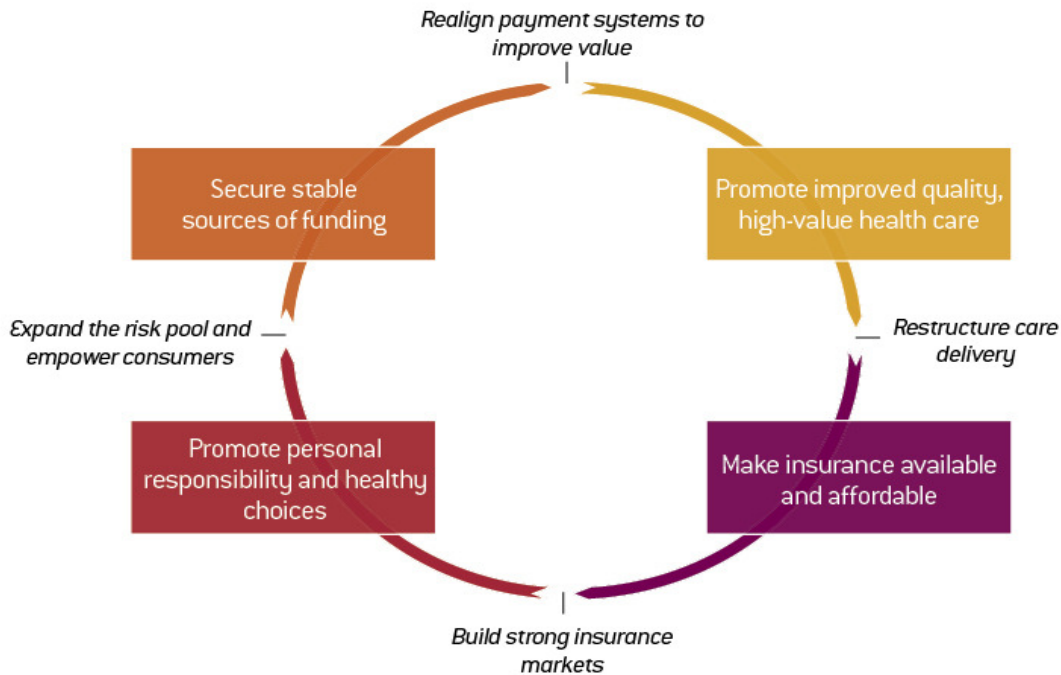 Realign payment systems to
improve value
Secure stable
sources of funding
Promote improved quality,
high-value health care
Expand the risk pool and
empower consumers
Restructure care
delivery
Promote personal
responsibility and healthy
choices
Make insurance available
and affordable
Build strong insurance
markets